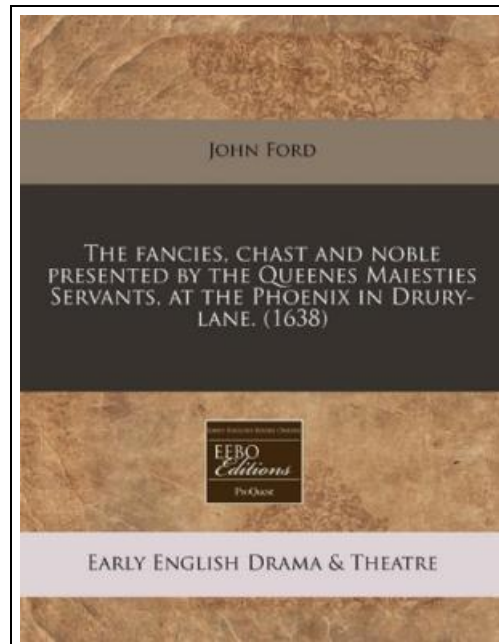 John Ford
The fancies, chast and noble
presented by the Queenes Maiesties
Servants, at the Phoenix in Drury-
lane. (1638)
EEBO
Editions
ProQuest
Early English Drama & Theatre